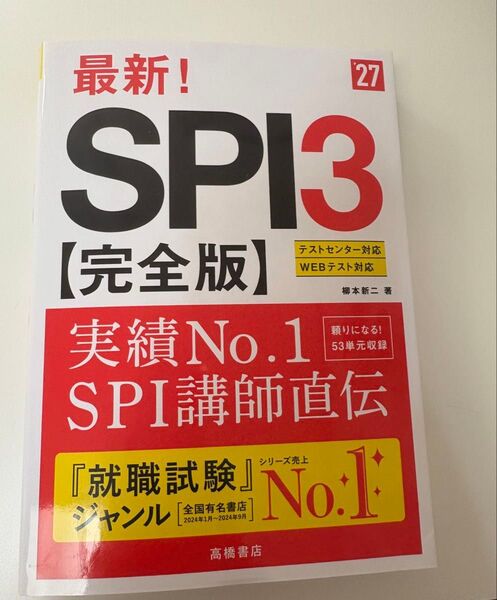 最新!
'27
SPI3
【完全版】
テストセンター対応
WEBテスト対応
柳本新二 著
実績No.1
頼りになる!
53単元収録
SPI講師直伝
『就職試験』
ジャンル
[全国有名書店
2024年1月〜2024年9月]
シリーズ売上
No.1
高橋書店